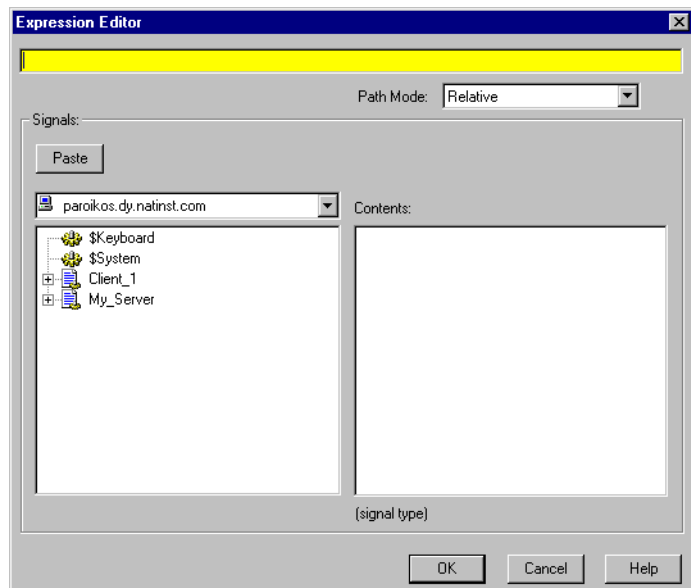 Expression Editor
Path Mode: Relative
Signals:
Paste
paroikos.dy.natinst.com
Contents:
$Keyboard
$System
Client_1
My_Server
(signal type)
OK Cancel Help